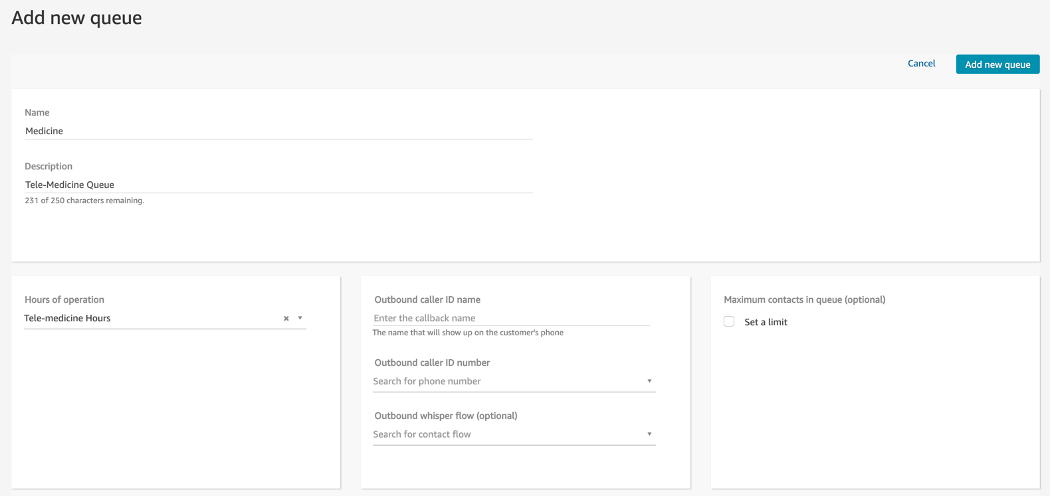 Add new queue
Cancel
Add new queue
Name
Medicine
Description
Tele-Medicine Queue
231 of 250 characters remaining.
Hours of operation
Tele-medicine Hours
Outbound caller ID name
Enter the callback name
The name that will show up on the customer's phone
Outbound caller ID number
Search for phone number
Outbound whisper flow (optional)
Search for contact flow
Maximum contacts in queue (optional)
Set a limit